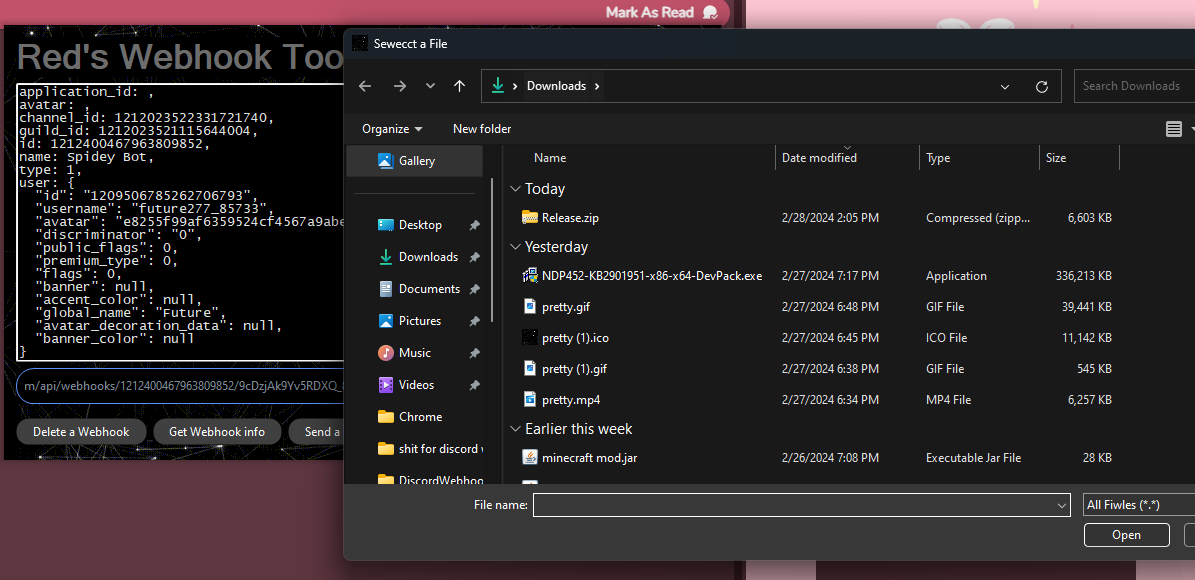 Mark As Read
Red's Webhook Too
application_id: ,
avatar: ,
channel_id: 1212023522331721740,
guild_id: 1212023521115644004,
id: 1212400467963809852,
name: Spidey Bot,
type: 1,
user: {
"id": "1209506785262706793",
"username": "future277_85733",
"avatar": "e8255f99af6359524cf4567a9abe
"discriminator": "0",
"public_flags": 0,
"premium_type": 0,
"flags": 0,
"banner": null,
"accent_color": null,
"global_name": "Future",
"avatar_decoration_data": null,
"banner_color": null
}
m/api/webhooks/1212400467963809852/9cDzjAk9Yv5RDXQ_
Delete a Webhook
Get Webhook info
Send a
Sewecct a File
Downloads
Search Downloads
Organize
New folder
Gallery
Desktop
Downloads
Documents
Pictures
Music
Videos
Chrome
shit for discord
DiscordWebhoo
Name Date modified Type Size
Today
Release.zip 2/28/2024 2:05 PM Compressed (zipp... 6,603 KB
Yesterday
NDP452-KB2901951-x86-x64-DevPack.exe 2/27/2024 7:17 PM Application 336,213 KB
pretty.gif 2/27/2024 6:48 PM GIF File 39,441 KB
pretty (1).ico 2/27/2024 6:45 PM ICO File 11,142 KB
pretty (1).gif 2/27/2024 6:38 PM GIF File 545 KB
pretty.mp4 2/27/2024 6:34 PM MP4 File 6,257 KB
Earlier this week
minecraft mod.jar 2/26/2024 7:08 PM Executable Jar File 28 KB
File name:
All Fiwles (*.*)
Open